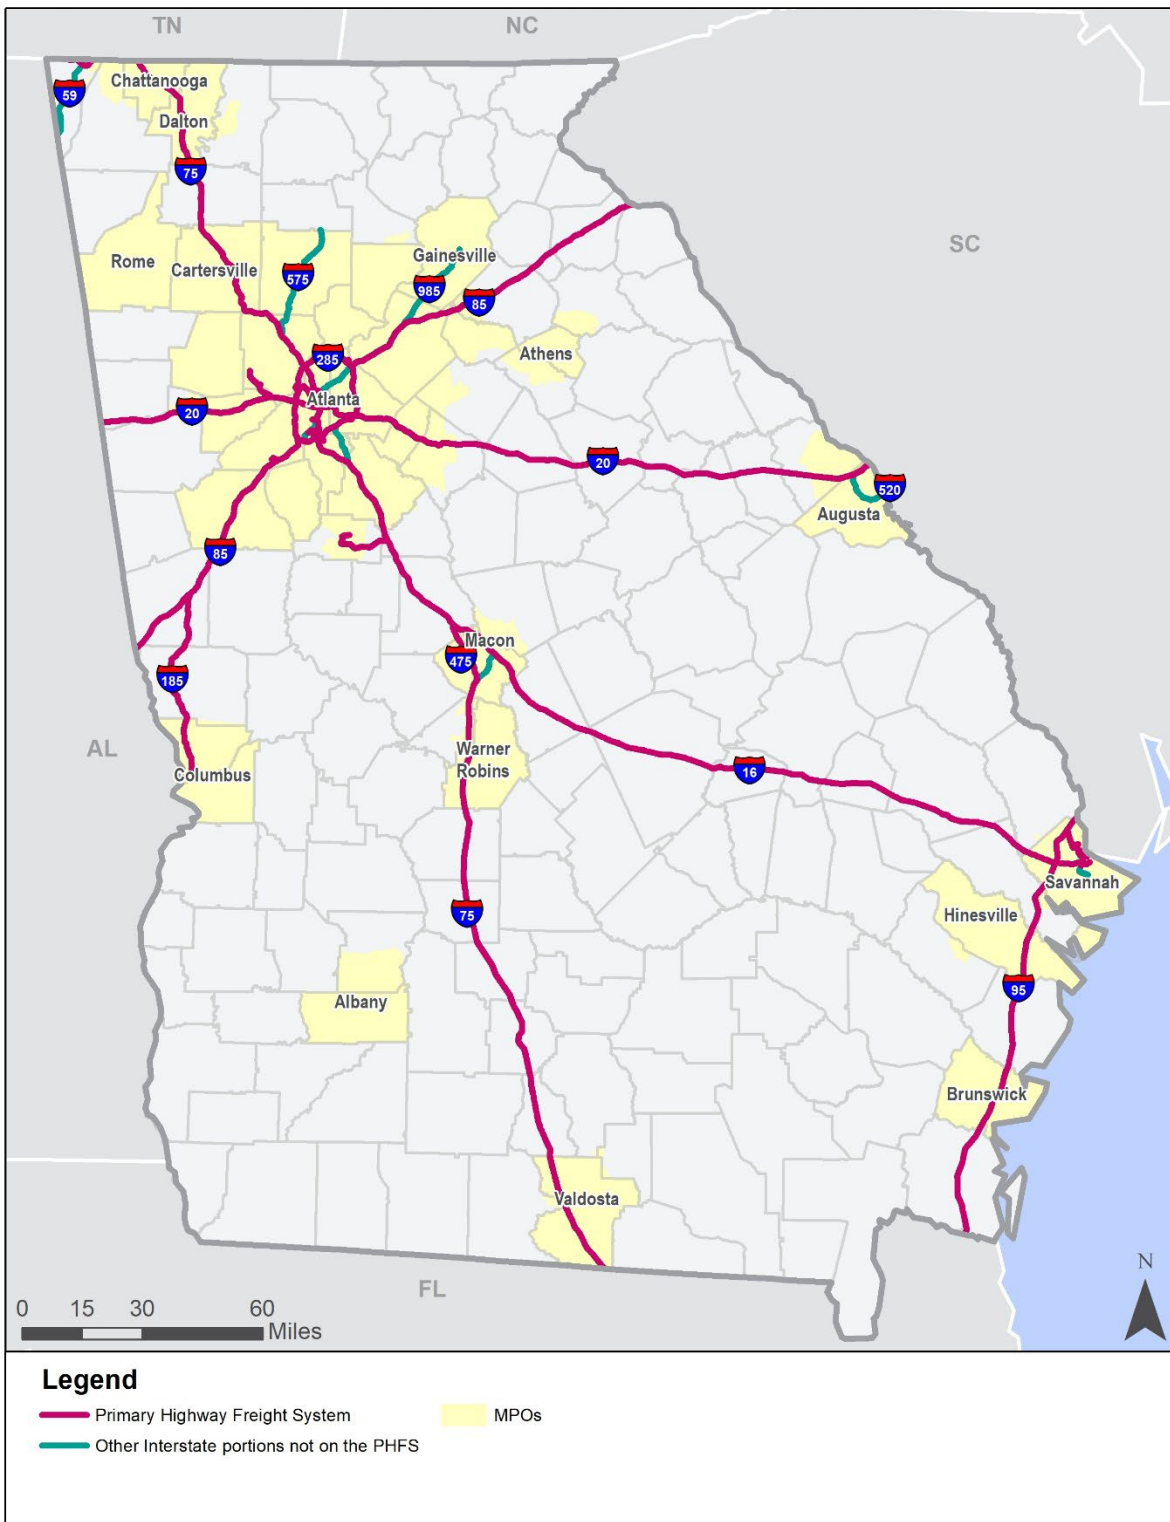 TN
NC
Chattanooga
59
Dalton
75
SC
Rome
Cartersville
Gainesville
575
985
85
285
Athens
Atlanta
20
20
520
Augusta
85
Macon
475
185
AL
Columbus
Warner
Robins
16
Savannah
Hinesville
75
95
Albany
Brunswick
Valdosta
FL
N
0 15 30 60
Miles
Legend
Primary Highway Freight System
MPOs
Other Interstate portions not on the PHFS